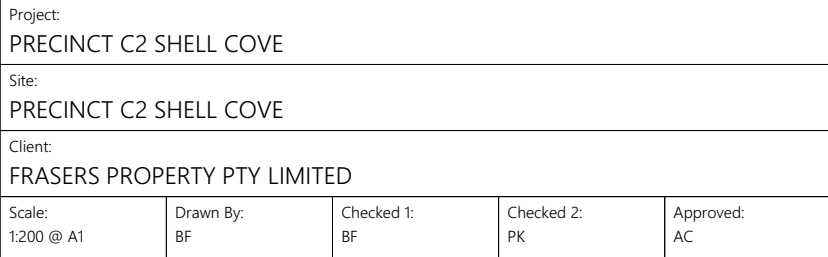 Project:
PRECINCT C2 SHELL COVE
Site:
PRECINCT C2 SHELL COVE
Client:
FRASERS PROPERTY PTY LIMITED
Scale: Drawn By: Checked 1: Checked 2: Approved:
1:200 @ A1 BF BF PK AC